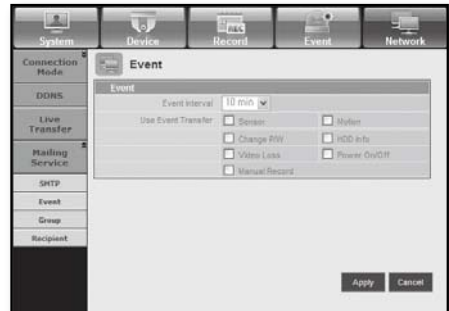 System Device Record Event Network
REC
Connection Mode
DDNS
Live Transfer
Mailing Service
SMTP
Event
Group
Recipient
Event
Event
Event Interval 10 min
Use Event Transfer Sensor Motion
Change P/W HDD Info
Video Loss Power On/Off
Manual Record
Apply Cancel